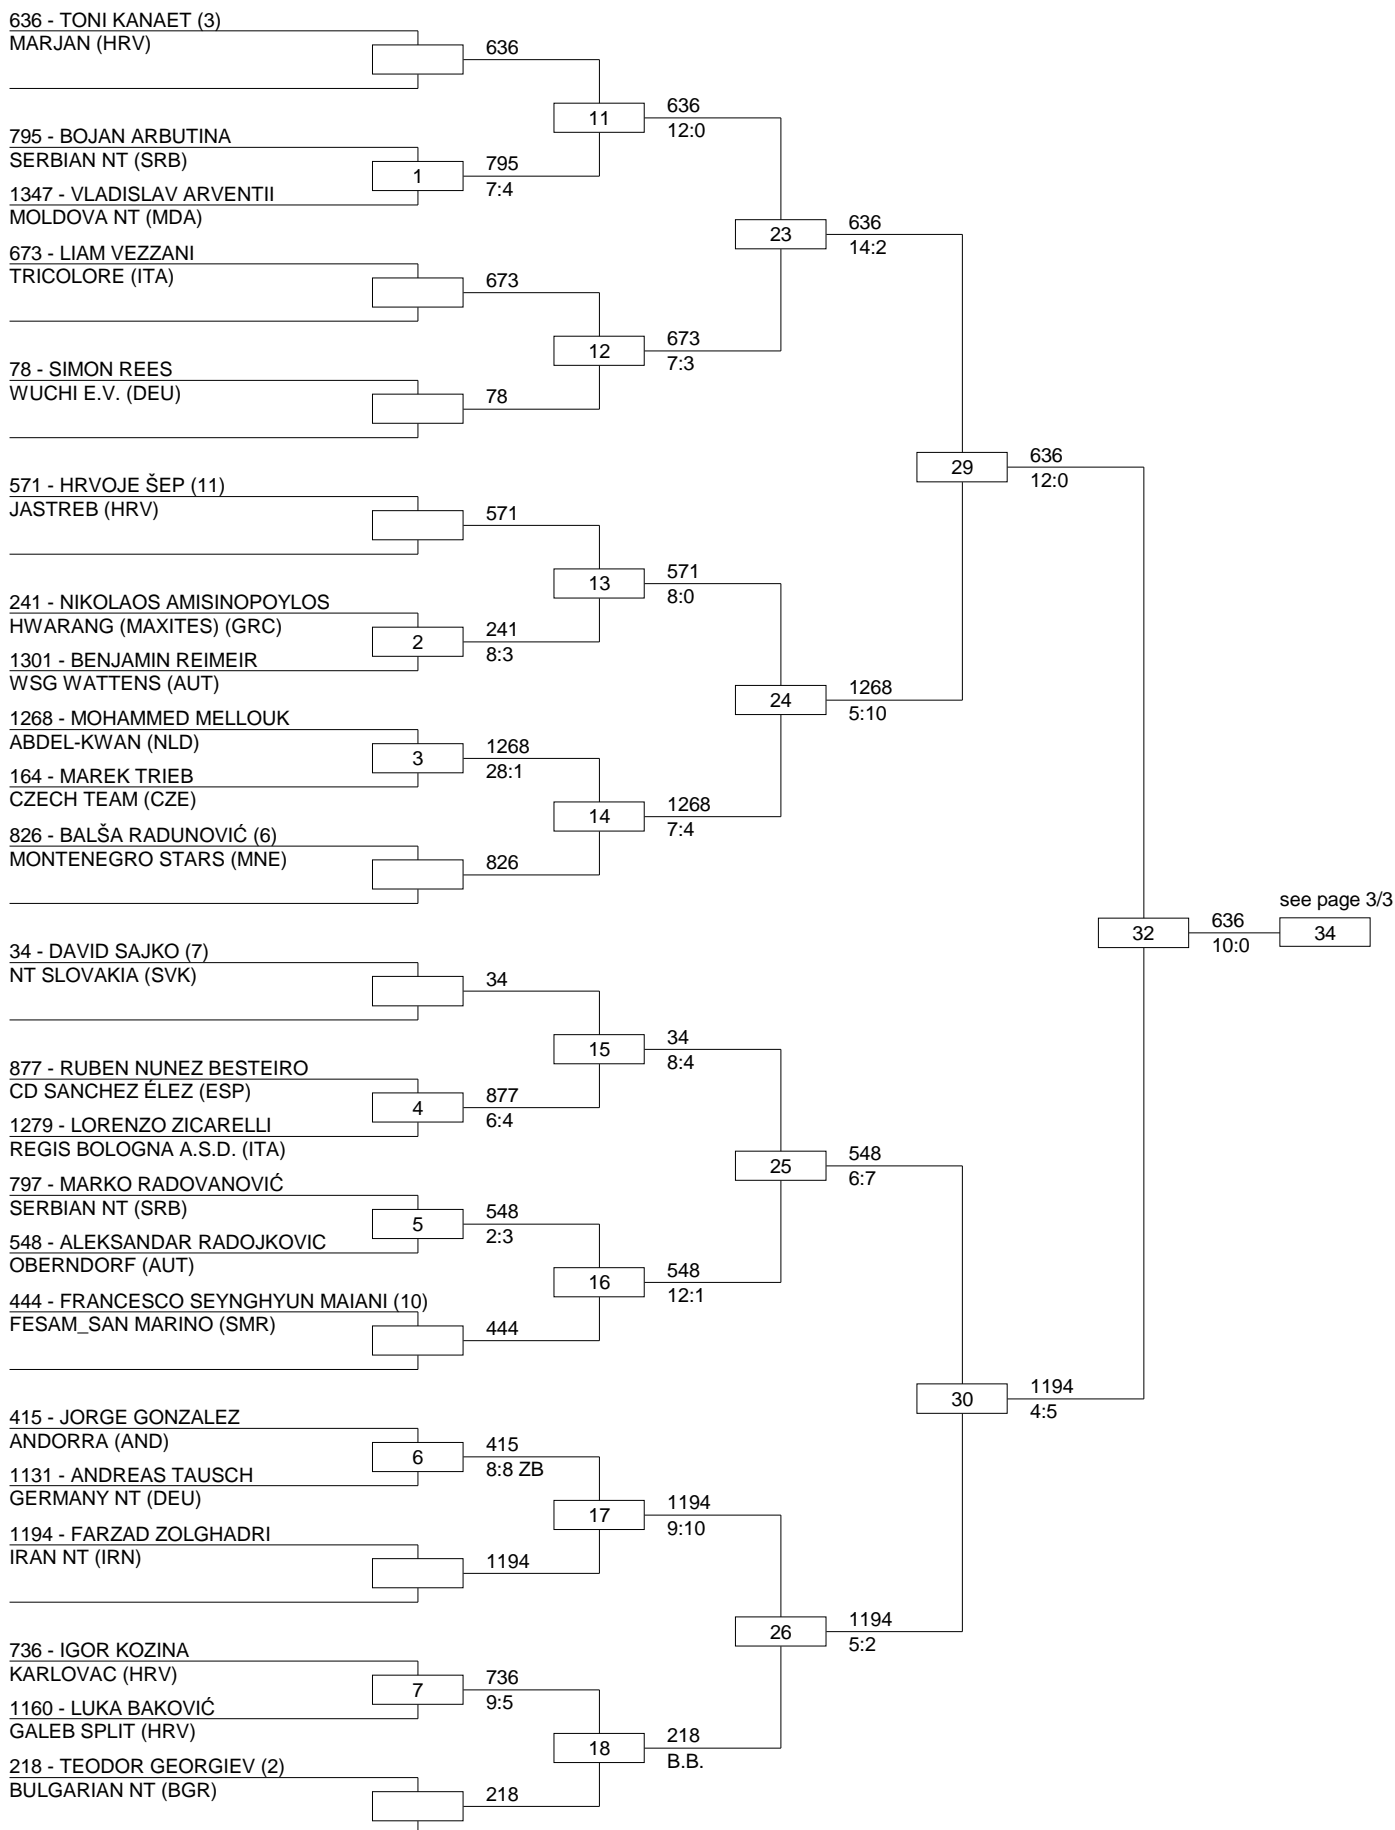 636 - TONI KANAET (3)
MARJAN (HRV)
636
11
636
12:0
795 - BOJAN ARBUTINA
SERBIAN NT (SRB)
1
795
7:4
1347 - VLADISLAV ARVENTII
MOLDOVA NT (MDA)
23
636
14:2
673 - LIAM VEZZANI
TRICOLORE (ITA)
673
12
673
7:3
78 - SIMON REES
WUCHI E.V. (DEU)
78
29
636
12:0
571 - HRVOJE ŠEP (11)
JASTREB (HRV)
571
13
571
8:0
241 - NIKOLAOS AMISINOPOYLOS
HWARANG (MAXITES) (GRC)
2
241
8:3
1301 - BENJAMIN REIMEIR
WSG WATTENS (AUT)
24
1268
5:10
1268 - MOHAMMED MELLOUK
ABDEL-KWAN (NLD)
3
1268
28:1
164 - MAREK TRIEB
CZECH TEAM (CZE)
14
1268
7:4
826 - BALŠA RADUNOVIĆ (6)
MONTENEGRO STARS (MNE)
826
see page 3/3
32
636
10:0
34
34 - DAVID SAJKO (7)
NT SLOVAKIA (SVK)
34
15
34
8:4
877 - RUBEN NUNEZ BESTEIRO
CD SANCHEZ ÉLEZ (ESP)
4
877
6:4
1279 - LORENZO ZICARELLI
REGIS BOLOGNA A.S.D. (ITA)
25
548
6:7
797 - MARKO RADOVANOVIĆ
SERBIAN NT (SRB)
5
548
2:3
548 - ALEKSANDAR RADOJKOVIC
OBERNDORF (AUT)
16
548
12:1
444 - FRANCESCO SEYNGHYUN MAIANI (10)
FESAM_SAN MARINO (SMR)
444
30
1194
4:5
415 - JORGE GONZALEZ
ANDORRA (AND)
6
415
8:8 ZB
1131 - ANDREAS TAUSCH
GERMANY NT (DEU)
17
1194
9:10
1194 - FARZAD ZOLGHADRI
IRAN NT (IRN)
1194
26
1194
5:2
736 - IGOR KOZINA
KARLOVAC (HRV)
7
736
9:5
1160 - LUKA BAKOVIĆ
GALEB SPLIT (HRV)
18
218
B.B.
218 - TEODOR GEORGIEV (2)
BULGARIAN NT (BGR)
218